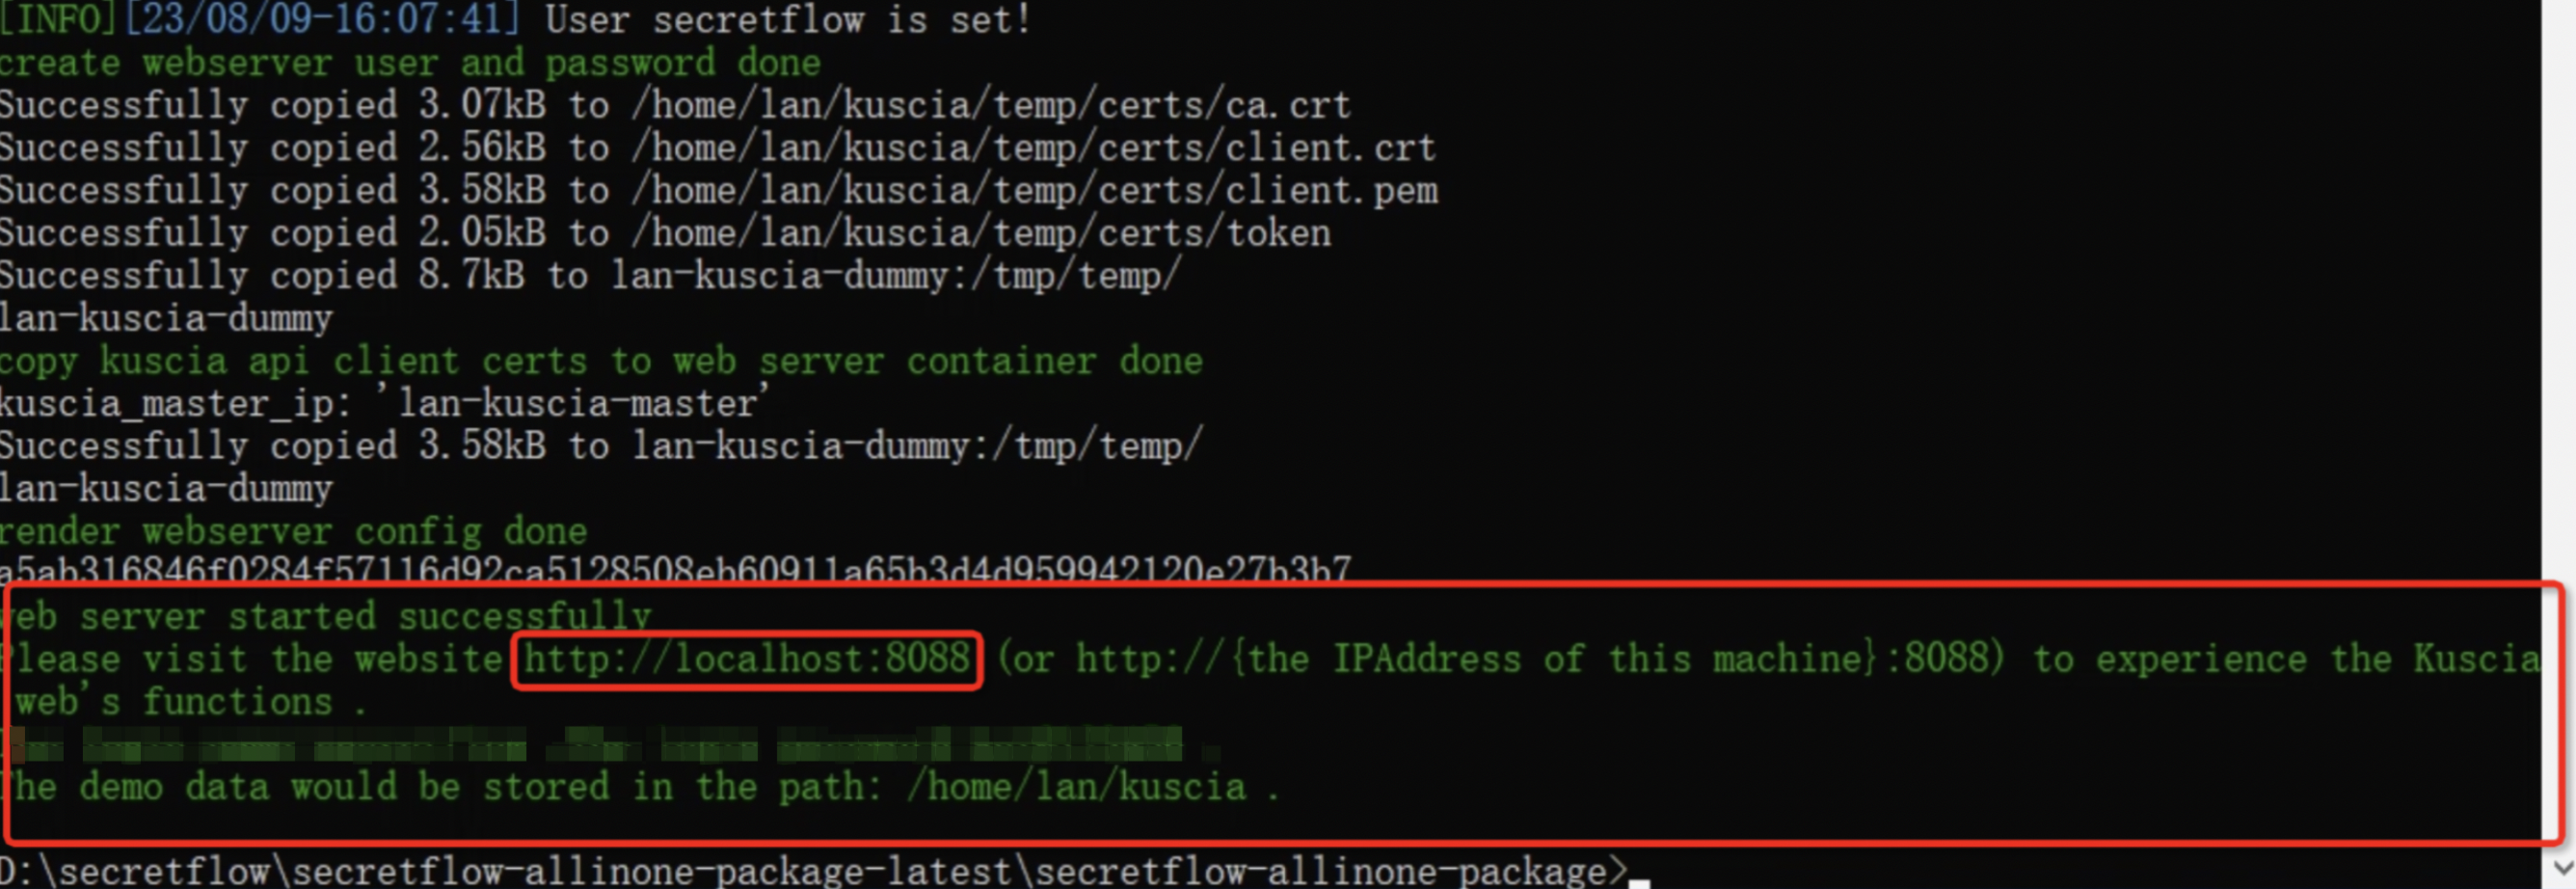 [INFO][23/08/09-16:07:41] User secretflow is set!
create webserver user and password done
Successfully copied 3.07kB to /home/lan/kuscia/temp/certs/ca.crt
Successfully copied 2.56kB to /home/lan/kuscia/temp/certs/client.crt
Successfully copied 3.58kB to /home/lan/kuscia/temp/certs/client.pem
Successfully copied 2.05kB to /home/lan/kuscia/temp/certs/token
Successfully copied 8.7kB to lan-kuscia-dummy:/tmp/temp/
lan-kuscia-dummy
copy kuscia api client certs to web server container done
kuscia_master_ip: 'lan-kuscia-master'
Successfully copied 3.58kB to lan-kuscia-dummy:/tmp/temp/
lan-kuscia-dummy
render webserver config done
a5ab316846f0284f57116d92ca5128508eb60911a65b3d4d959942120e27b3b7
web server started successfully
Please visit the website http://localhost:8088 (or http://{the IPAddress of this machine}:8088) to experience the Kuscia
web's functions .
The demo data would be stored in the path: /home/lan/kuscia .
D:\secretflow\secretflow-allinone-package-latest\secretflow-allinone-package>